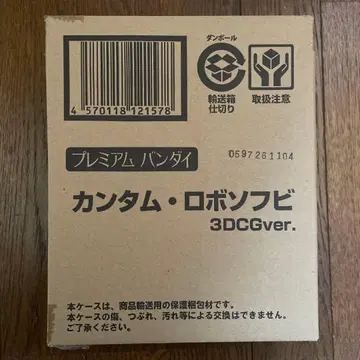 ダンボール
輸送箱
仕切り
取扱注意
4 570118 121578
プレミアム バンダイ
0597261104
カンタム・ロボソフビ
3DCGver.
本ケースは、商品輸送用の保護梱包材です。
本ケースの傷、つぶれ、汚れ等による交換はできません。
ご了承ください。